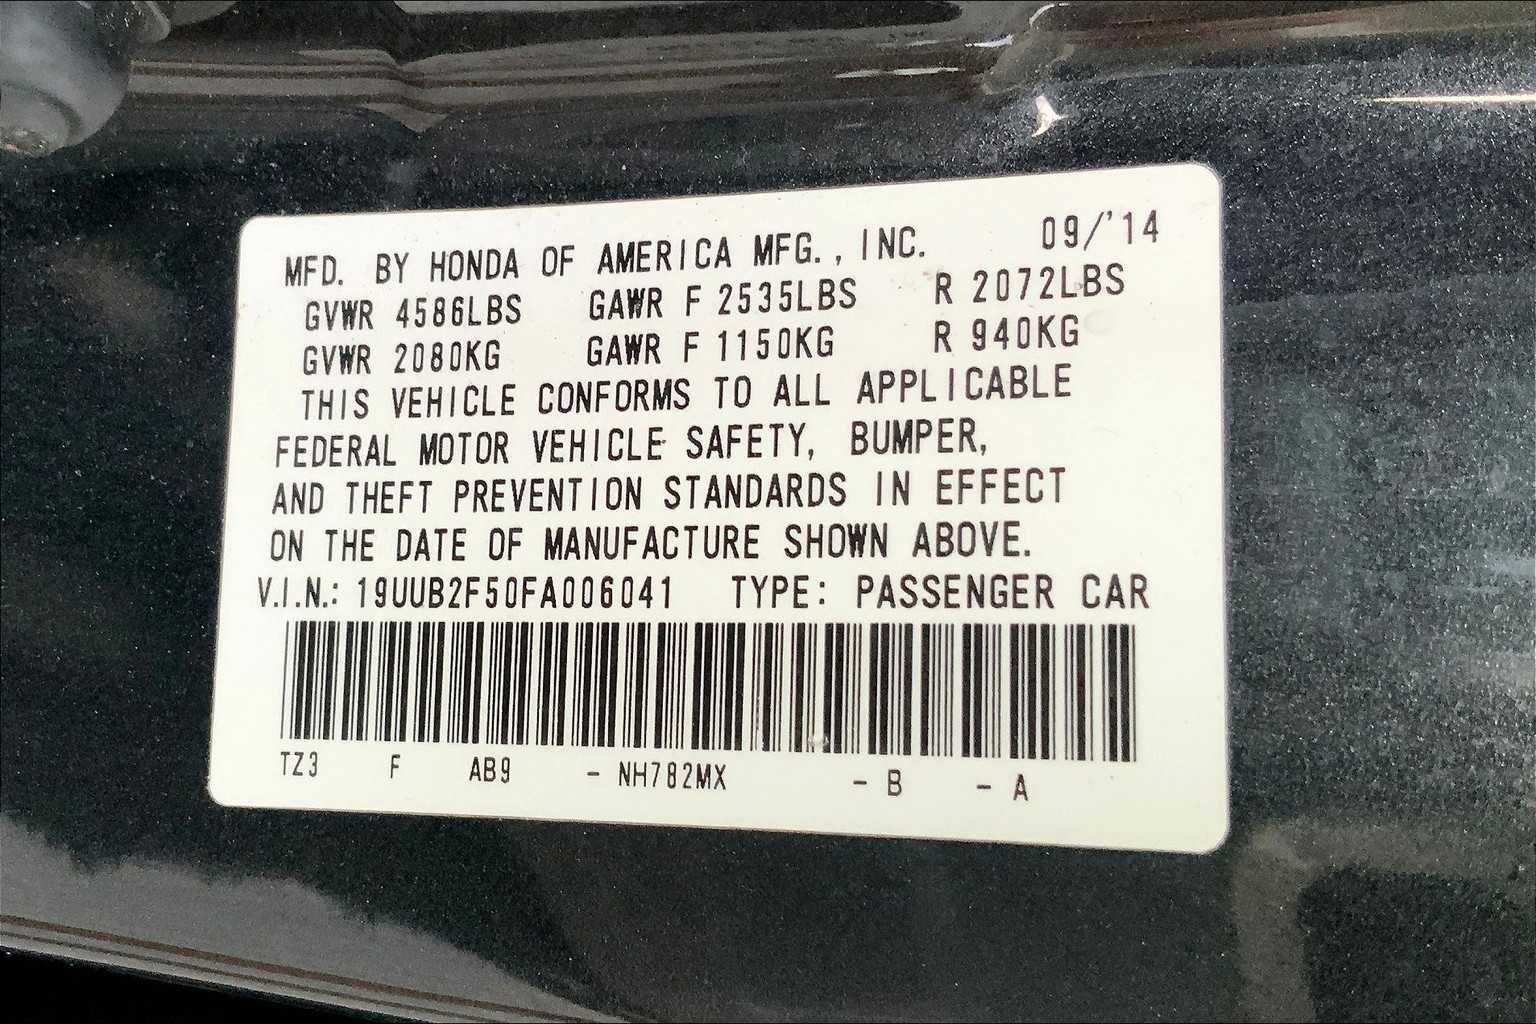 MFD. BY HONDA OF AMERICA MFG., INC. 09/'14
GVWR 4586LBS GAWR F 2535LBS R 2072LBS
GVWR 2080KG GAWR F 1150KG R 940KG
THIS VEHICLE CONFORMS TO ALL APPLICABLE
FEDERAL MOTOR VEHICLE SAFETY, BUMPER,
AND THEFT PREVENTION STANDARDS IN EFFECT
ON THE DATE OF MANUFACTURE SHOWN ABOVE.
V.I.N.: 19UUB2F50FA006041 TYPE: PASSENGER CAR
TZ3 F AB9 - NH782MX - B - A